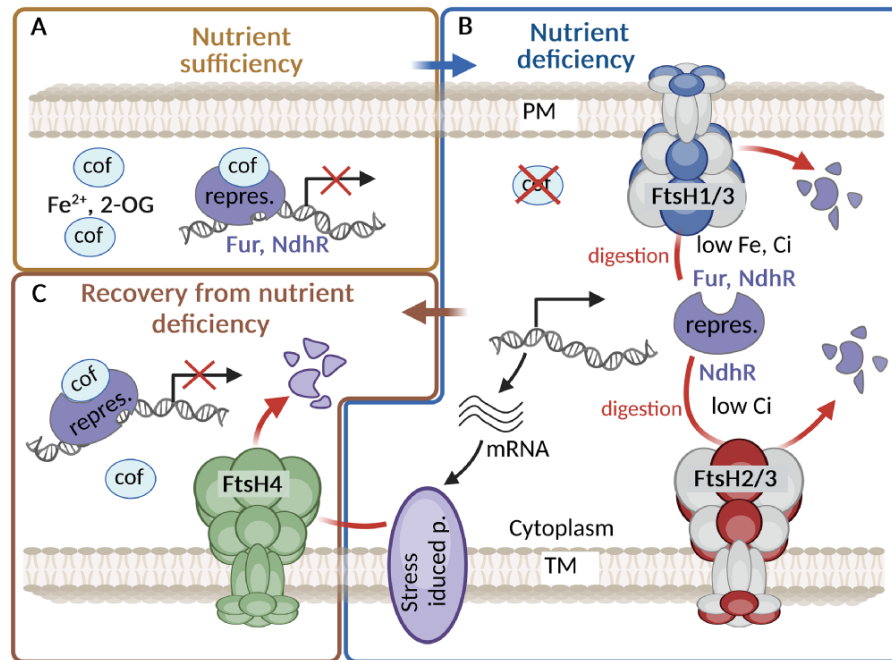 A
Nutrient
sufficiency
cof
Fe²⁺, 2-OG
cof
cof
repres.
Fur, NdhR
B
Nutrient
deficiency
PM
cof
FtsH1/3
digestion
low Fe, Ci
Fur, NdhR
repres.
NdhR
digestion
low Ci
FtsH2/3
mRNA
Stress
iduced p.
Cytoplasm
TM
C
Recovery from nutrient
deficiency
cof
repres.
cof
FtsH4